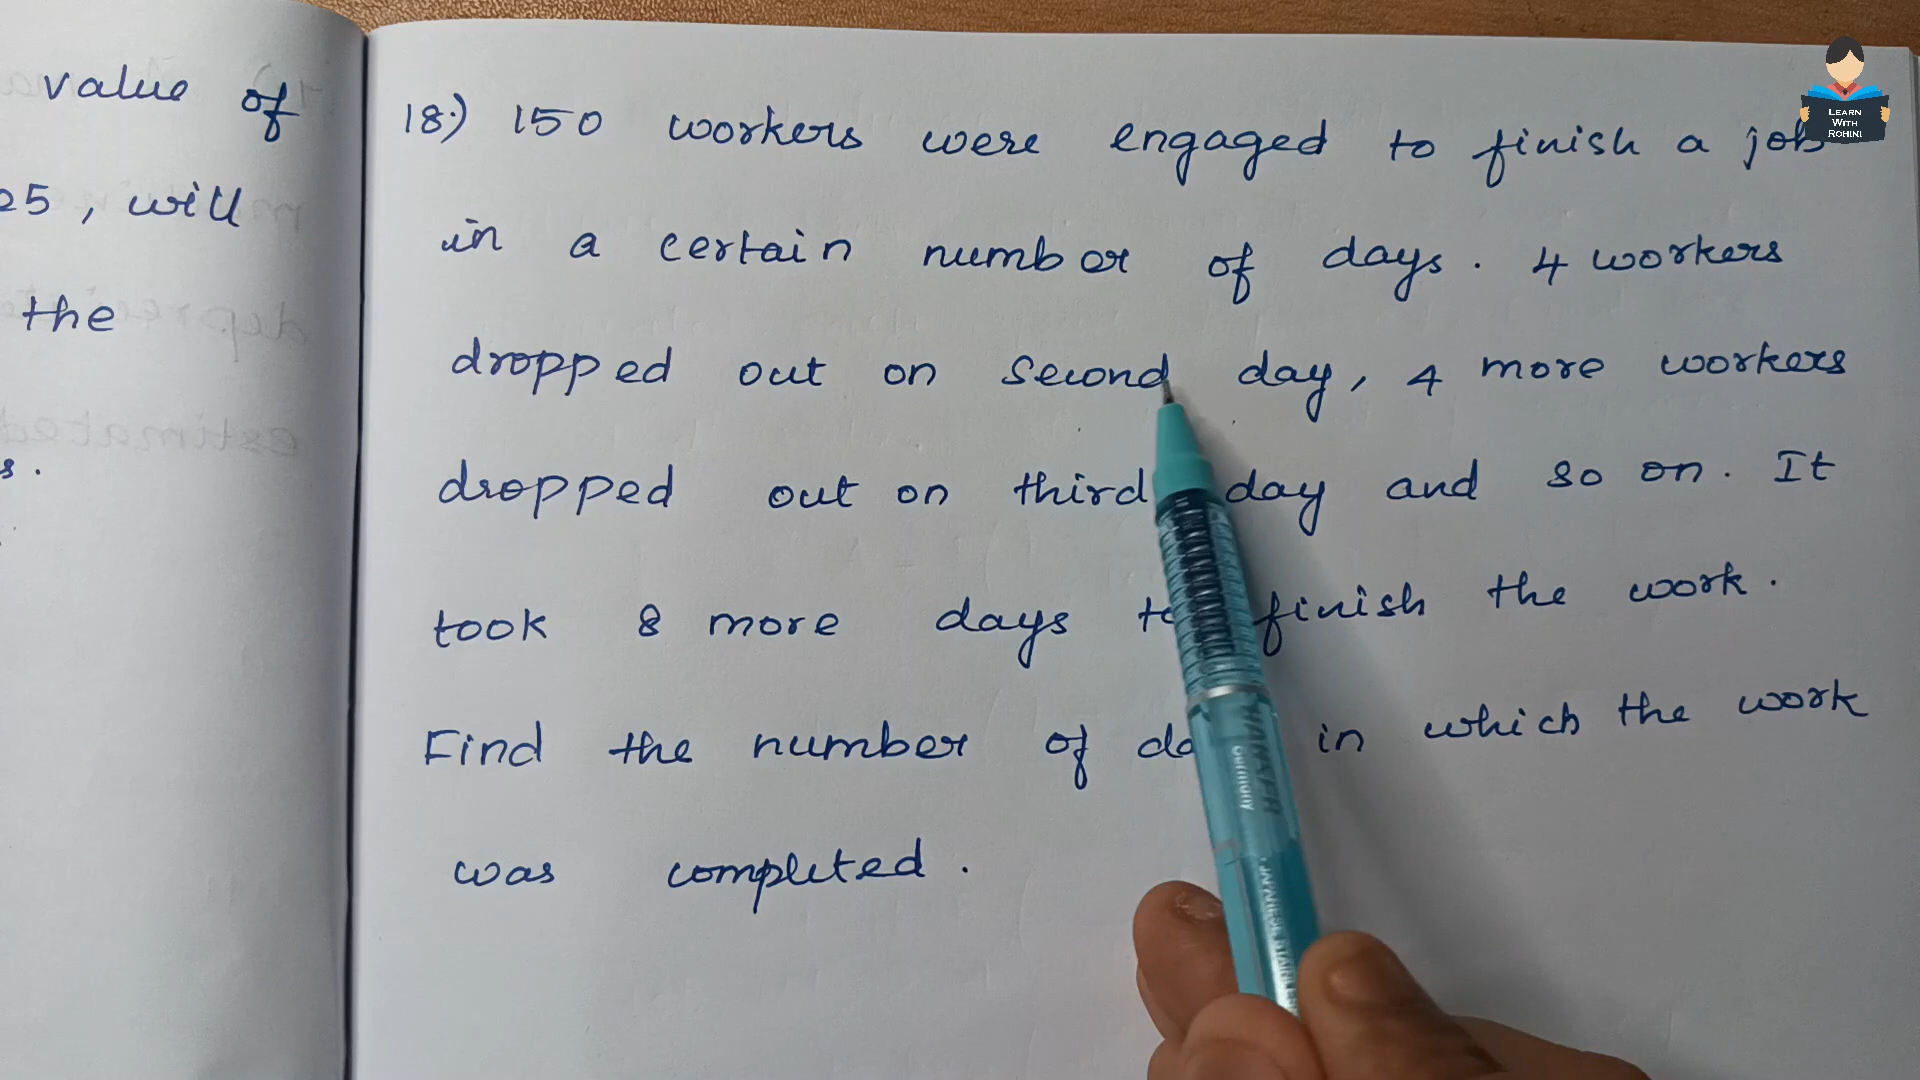 value of
25, will
the
s.
18.) 150 workers were engaged to finish a job
in a certain number of days. 4 workers
dropped out on second day, 4 more workers
dropped out on third day and so on. It
took 8 more days to finish the work.
Find the number of da in which the work
was completed.
LEARN
WITH
ROHINI
Germany